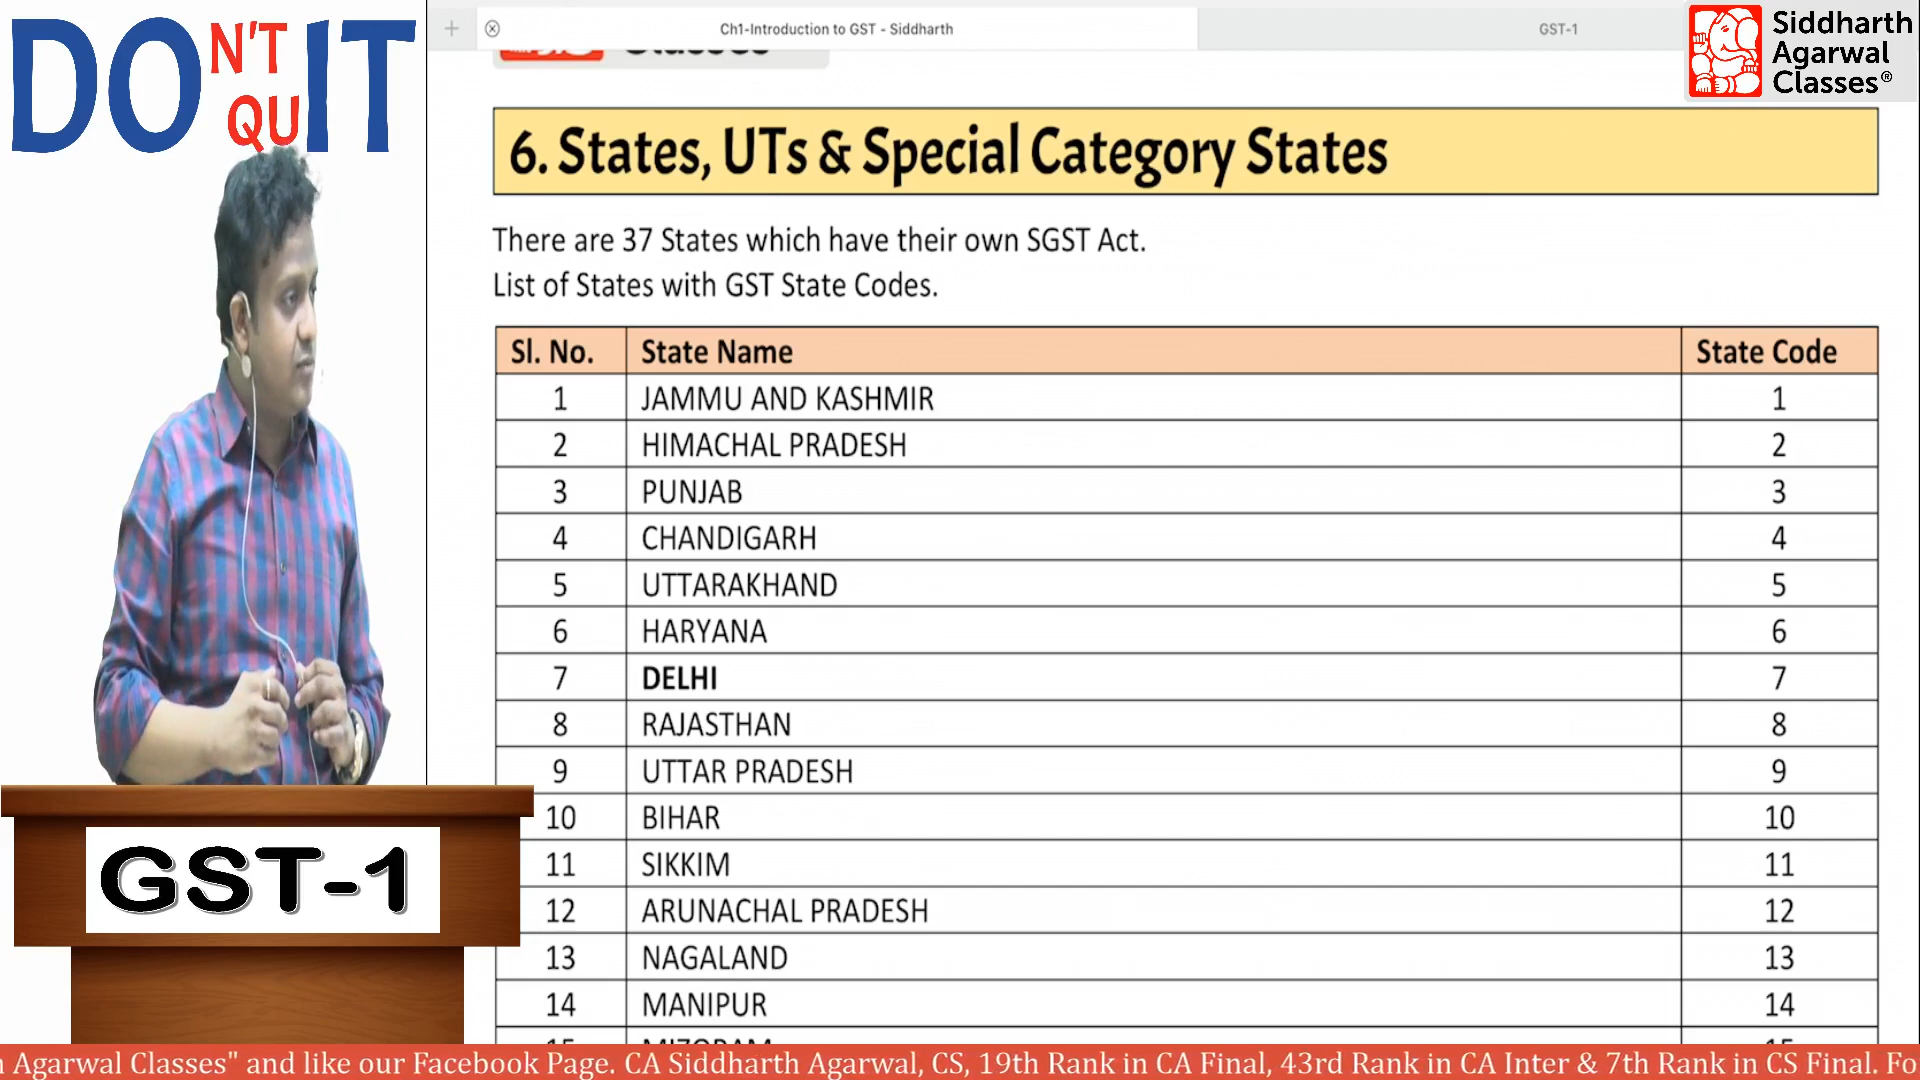 DON'T QUIT
Ch1-Introduction to GST - Siddharth
GST-1
Siddharth
Agarwal
Classes®
6. States, UTs & Special Category States
There are 37 States which have their own SGST Act.
List of States with GST State Codes.
Sl. No. State Name State Code
1 JAMMU AND KASHMIR 1
2 HIMACHAL PRADESH 2
3 PUNJAB 3
4 CHANDIGARH 4
5 UTTARAKHAND 5
6 HARYANA 6
7 DELHI 7
8 RAJASTHAN 8
9 UTTAR PRADESH 9
10 BIHAR 10
11 SIKKIM 11
12 ARUNACHAL PRADESH 12
13 NAGALAND 13
14 MANIPUR 14
15 MIZORAM 15
GST-1
Agarwal Classes" and like our Facebook Page. CA Siddharth Agarwal, CS, 19th Rank in CA Final, 43rd Rank in CA Inter & 7th Rank in CS Final.